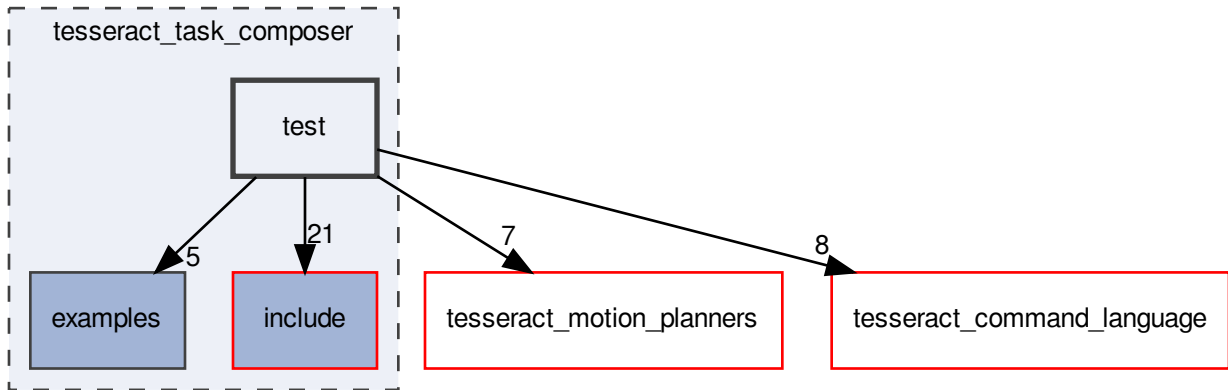 tesseract_task_composer
test
5
21
7
8
examples
include
tesseract_motion_planners
tesseract_command_language